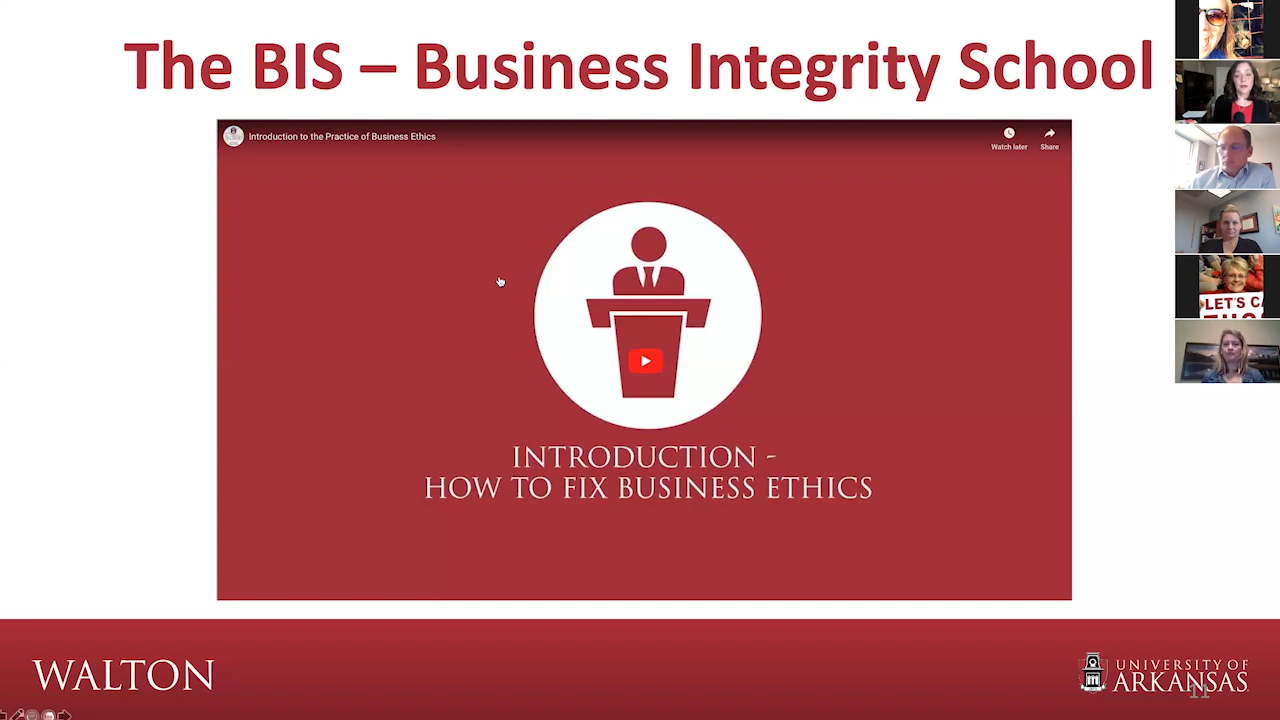 The BIS – Business Integrity School
Introduction to the Practice of Business Ethics
Watch later
Share
INTRODUCTION -
HOW TO FIX BUSINESS ETHICS
LET'S
WALTON
UNIVERSITY OF
ARKANSAS
11